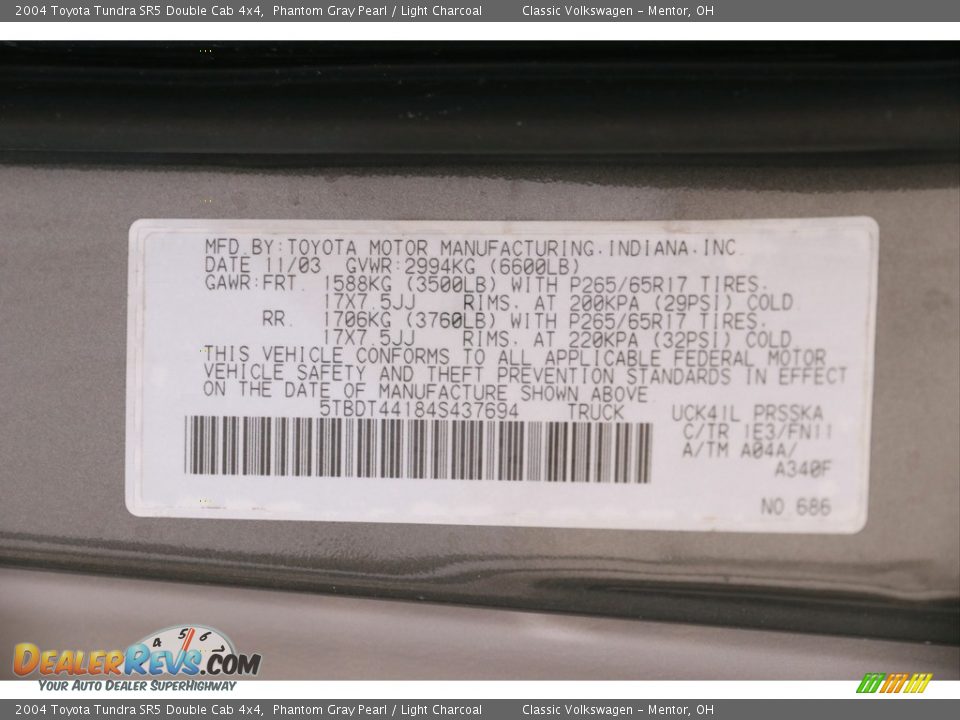 2004 Toyota Tundra SR5 Double Cab 4x4, Phantom Gray Pearl / Light Charcoal Classic Volkswagen - Mentor, OH
MFD.BY:TOYOTA MOTOR MANUFACTURING.INDIANA.INC.
DATE 11/03 GVWR:2994KG (6600LB)
GAWR:FRT. 1588KG (3500LB) WITH P265/65R17 TIRES.
17X7.5JJ RIMS. AT 200KPA (29PSI) COLD
RR. 1706KG (3760LB) WITH P265/65R17 TIRES.
17X7.5JJ RIMS. AT 220KPA (32PSI) COLD.
THIS VEHICLE CONFORMS TO ALL APPLICABLE FEDERAL MOTOR
VEHICLE SAFETY AND THEFT PREVENTION STANDARDS IN EFFECT
ON THE DATE OF MANUFACTURE SHOWN ABOVE
5TBDT44184S437694 TRUCK UCK41L PRSSKA
C/TR 1E3/FN11
A/TM A04A/
A340F
NO.686
4 5 6
DEALERREVS.COM
YOUR AUTO DEALER SUPERHIGHWAY
2004 Toyota Tundra SR5 Double Cab 4x4, Phantom Gray Pearl / Light Charcoal Classic Volkswagen - Mentor, OH